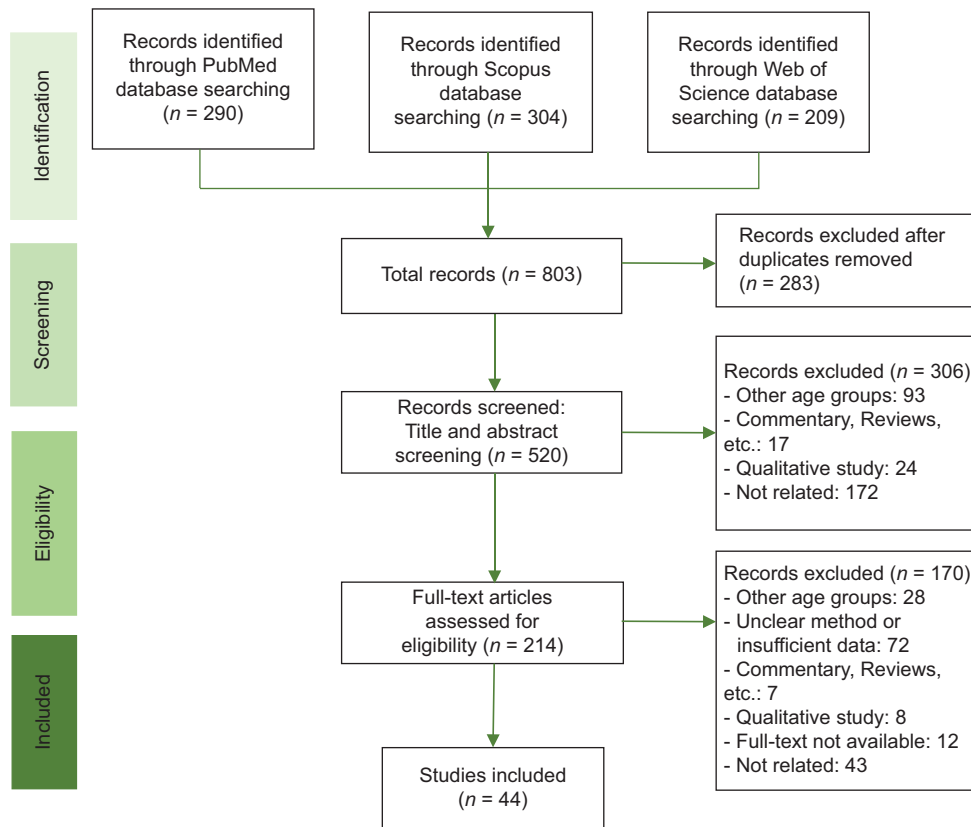 Identification
Records identified
through PubMed
database searching
(n = 290)
Records identified
through Scopus
database
searching (n = 304)
Records identified
through Web of
Science database
searching (n = 209)
Screening
Total records (n = 803)
Records excluded after
duplicates removed
(n = 283)
Eligibility
Records screened:
Title and abstract
screening (n = 520)
Records excluded (n = 306)
- Other age groups: 93
- Commentary, Reviews,
etc.: 17
- Qualitative study: 24
- Not related: 172
Full-text articles
assessed for
eligibility (n = 214)
Records excluded (n = 170)
- Other age groups: 28
- Unclear method or
insufficient data: 72
- Commentary, Reviews,
etc.: 7
- Qualitative study: 8
- Full-text not available: 12
- Not related: 43
Included
Studies included
(n = 44)